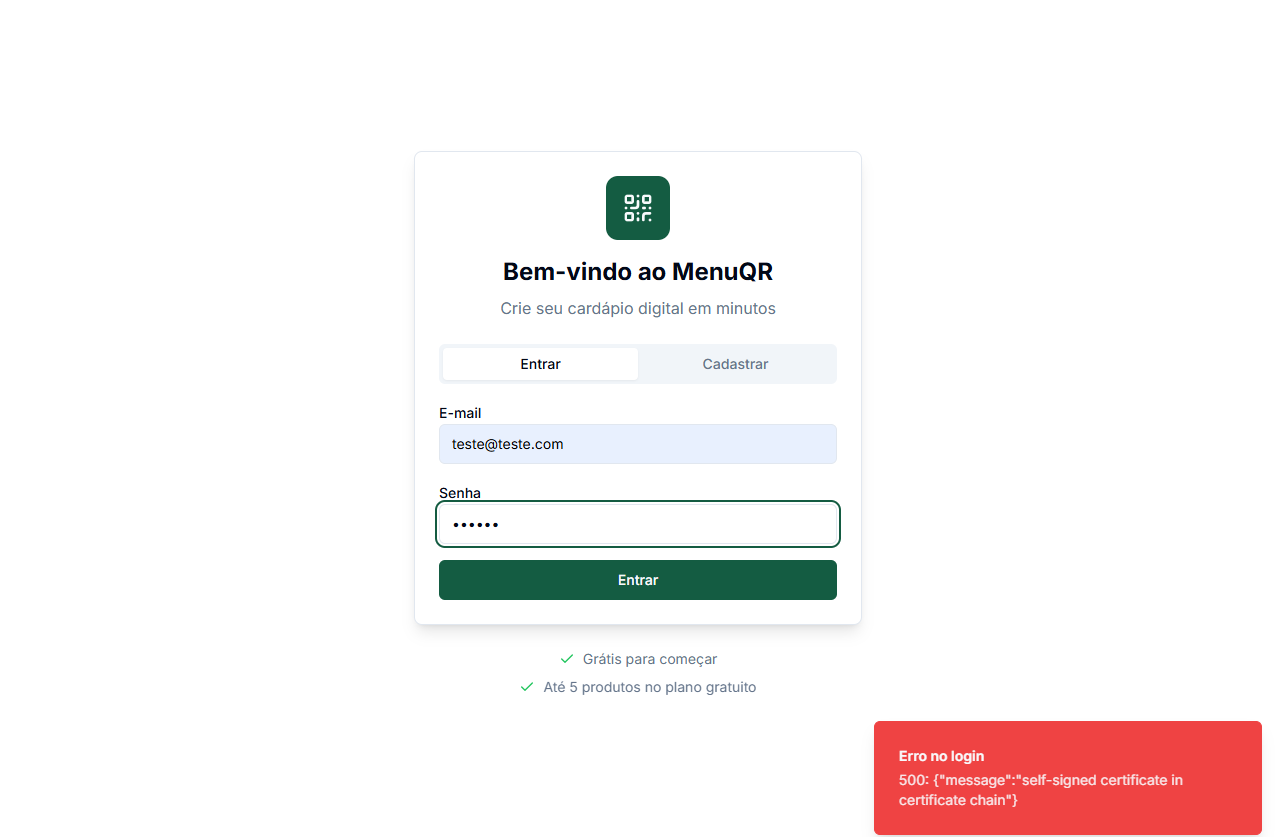 Bem-vindo ao MenuQR
Crie seu cardápio digital em minutos
Entrar
Cadastrar
E-mail
teste@teste.com
Senha
••••••
Entrar
Grátis para começar
Até 5 produtos no plano gratuito
Erro no login
500: {"message":"self-signed certificate in
certificate chain"}